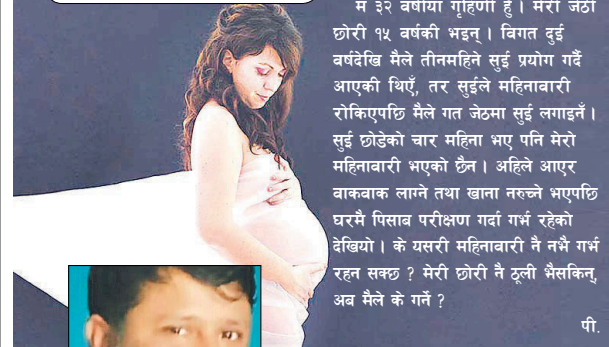 म ३२ वर्षीया गृहिणी हुँ । मेरी जेठी
छोरी १५ वर्षकी भइन् । विगत दुई
वर्षदेखि मैले तीनमहिने सुई प्रयोग गर्दै
आएकी थिएँ, तर सुईले महिनावारी
रोकिएपछि मैले गत जेठमा सुई लगाइनँ ।
सुई छोडेको चार महिना भए पनि मेरो
महिनावारी भएको छैन । अहिले आएर
वाकवाक लाग्ने तथा खाना नरुच्ने भएपछि
घरमै पिसाब परीक्षण गर्दा गर्भ रहेको
देखियो । के यसरी महिनावारी नै नभै गर्भ
रहन सक्छ ? मेरी छोरी नै ठूली भैसकिन्,
अब मैले के गर्ने ?
पी.